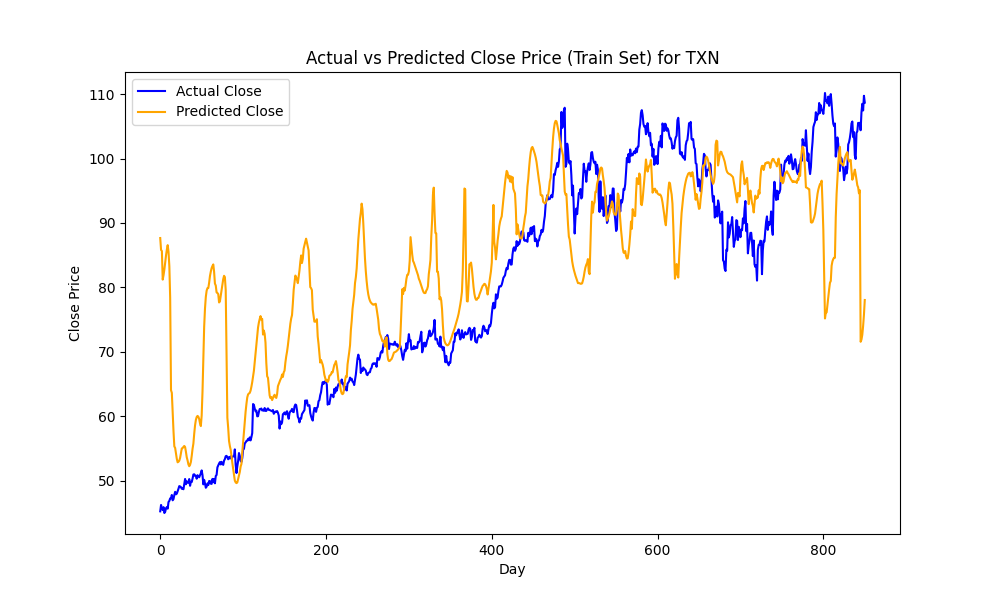 Actual vs Predicted Close Price (Train Set) for TXN
Actual Close
Predicted Close
110
100
90
80
70
60
50
Close Price
0 200 400 600 800
Day